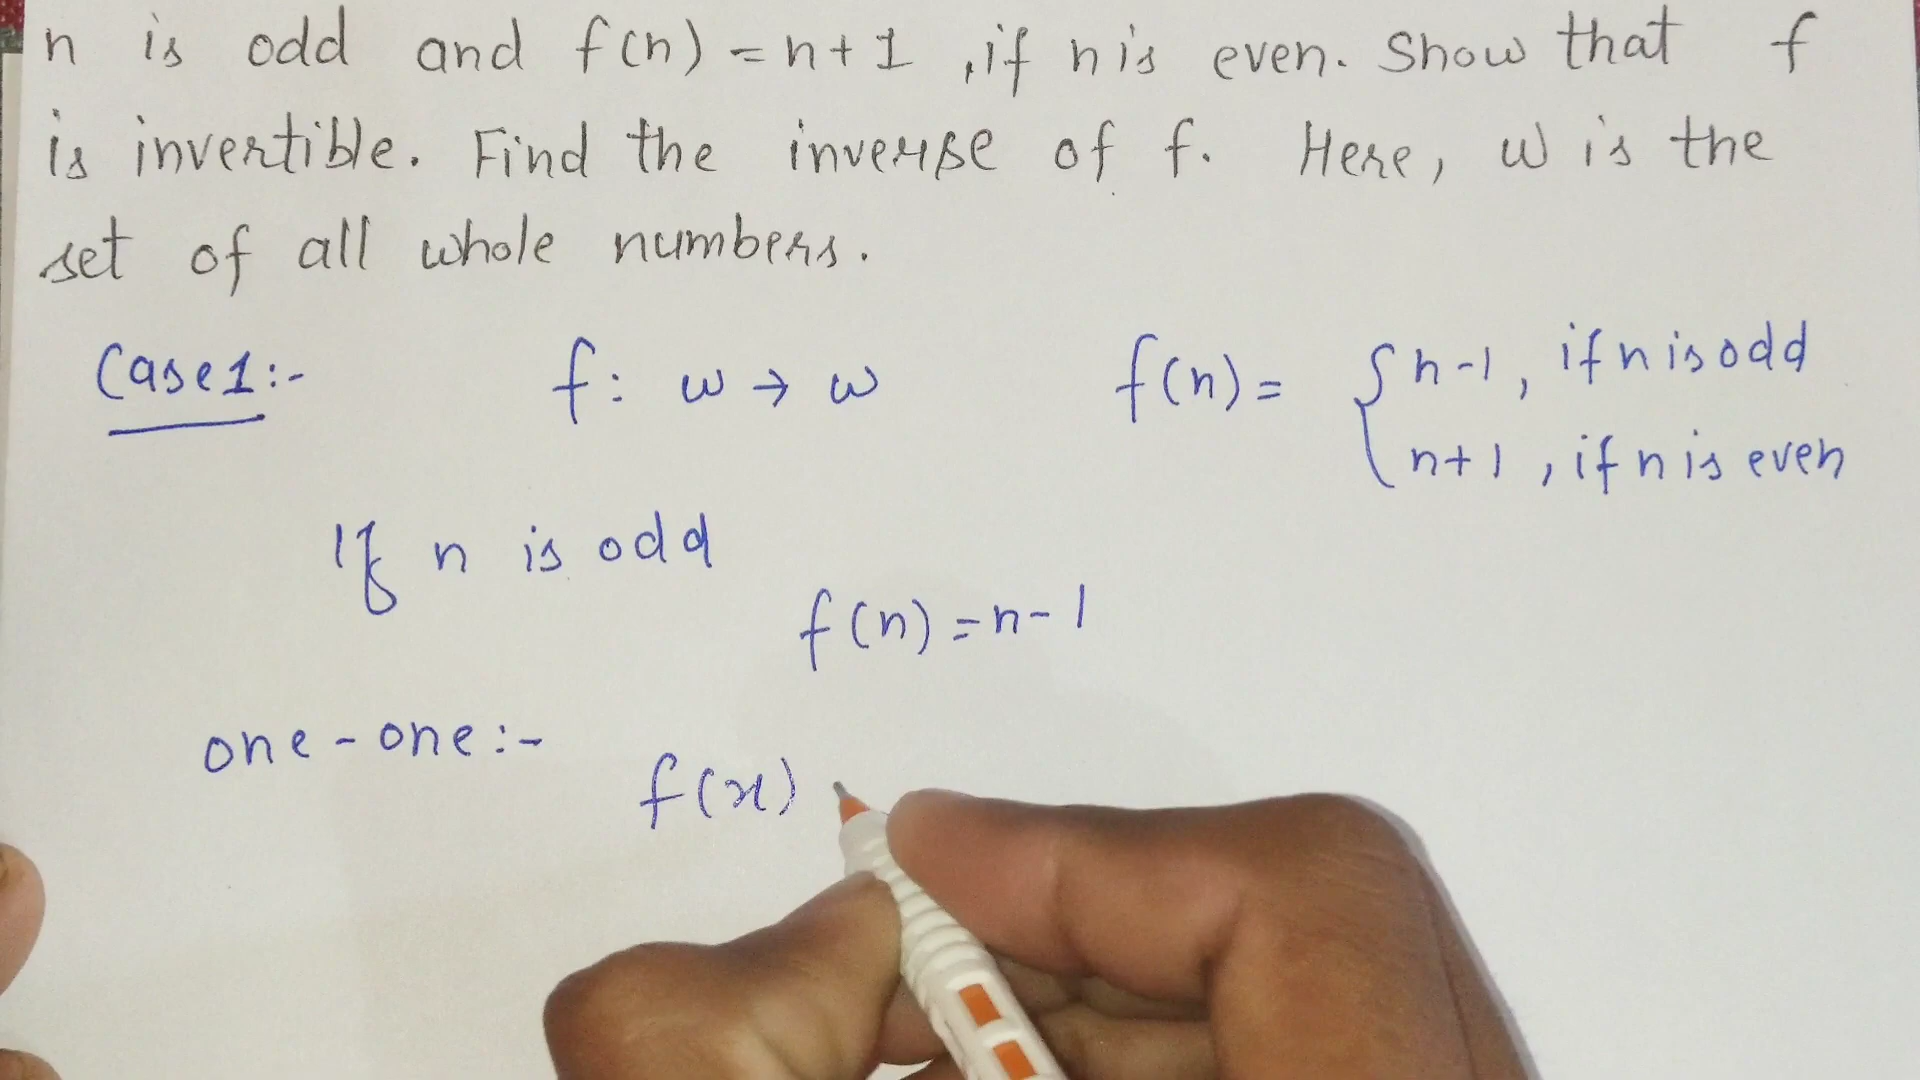 n is odd and f(n) = n+1, if n is even. Show that f
is invertible. Find the inverse of f. Here, W is the
set of all whole numbers.
Case1:- f: w → w f(n) = { n-1, if n is odd
n+1, if n is even
If n is odd
f(n) = n-1
one-one:-
f(x)